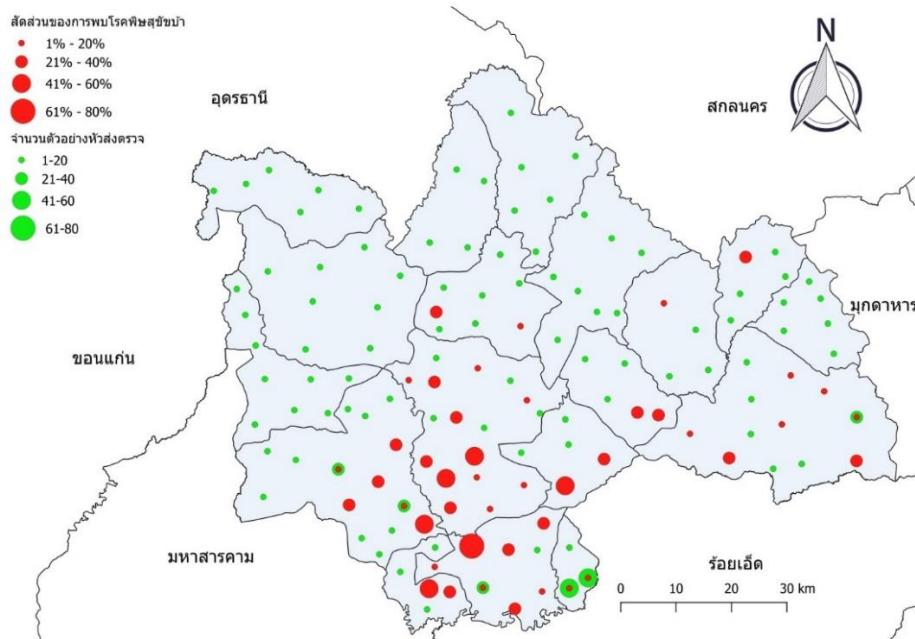 สัดส่วนของการพบโรคพิษสุนัขบ้า
1% - 20%
21% - 40%
41% - 60%
61% - 80%
จำนวนตัวอย่างหัวส่งตรวจ
1-20
21-40
41-60
61-80
อุดรธานี
สกลนคร
N
มุกดาหาร
ขอนแก่น
มหาสารคาม
ร้อยเอ็ด
0 10 20 30 km